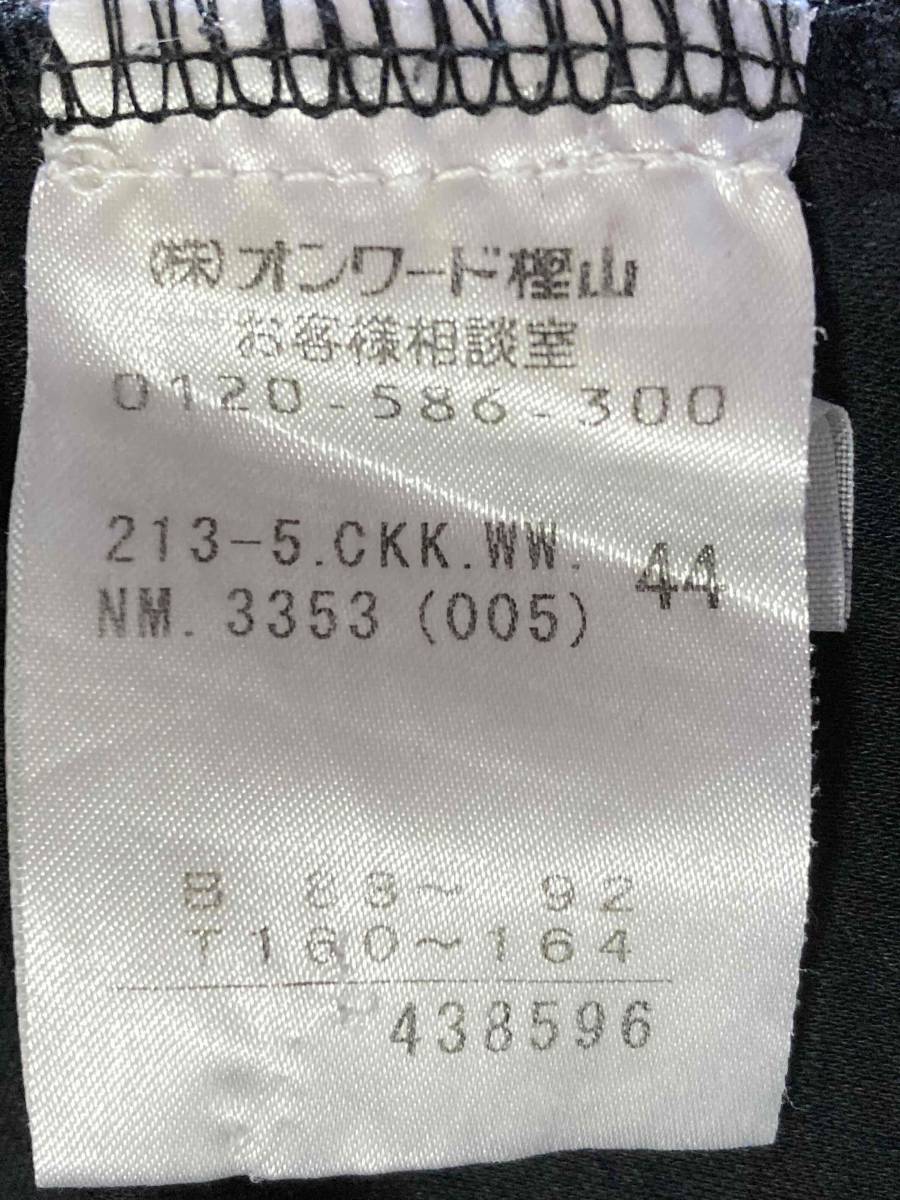 (株)オンワード樫山
お客様相談室
0120-586-300
213-5.CKK.WW. 44
NM. 3353 (005)
B 83~ 92
T160~164
438596